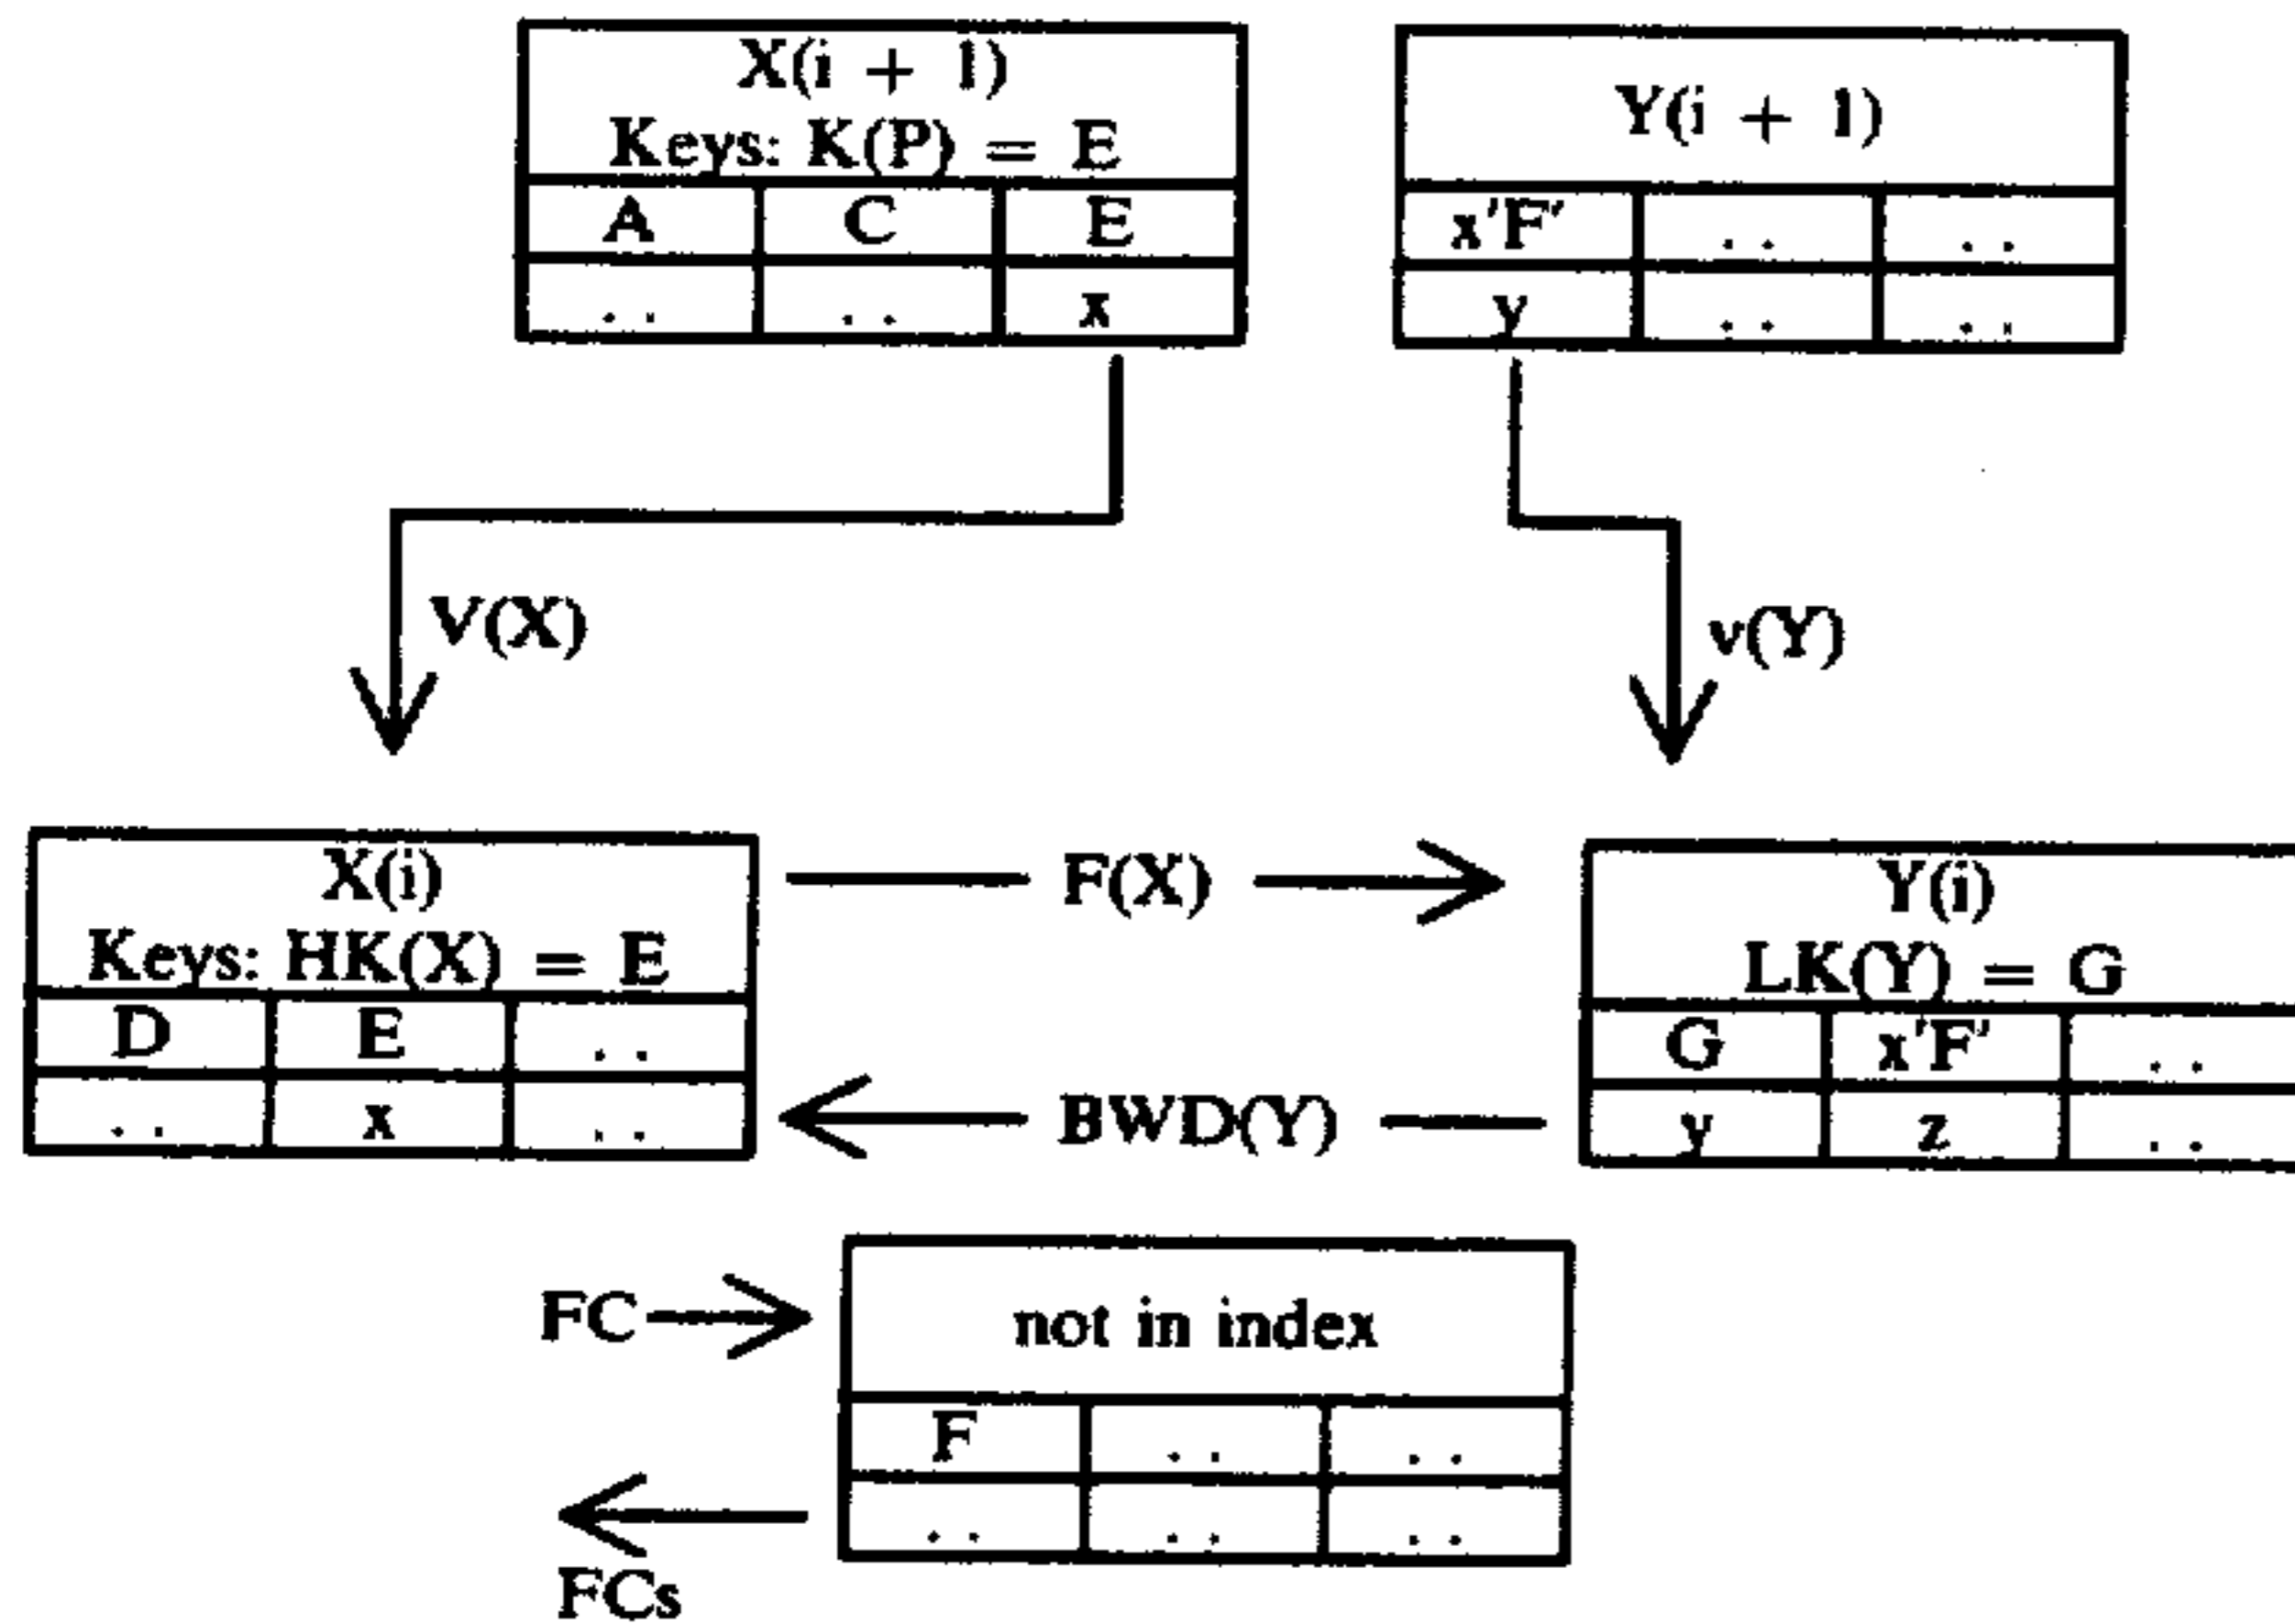 X(i + 1)
Keys: K(P) = E
A C E
. . . . x
Y(i + 1)
x'F' . . . .
y . . . .
V(X)
v(Y)
X(i)
Keys: HK(X) = E
D E . .
. . x . .
F(X)
BWD(Y)
Y(i)
LK(Y) = G
G x'F' . .
y z . .
FC
not in index
F . . . .
. . . . . .
FCs